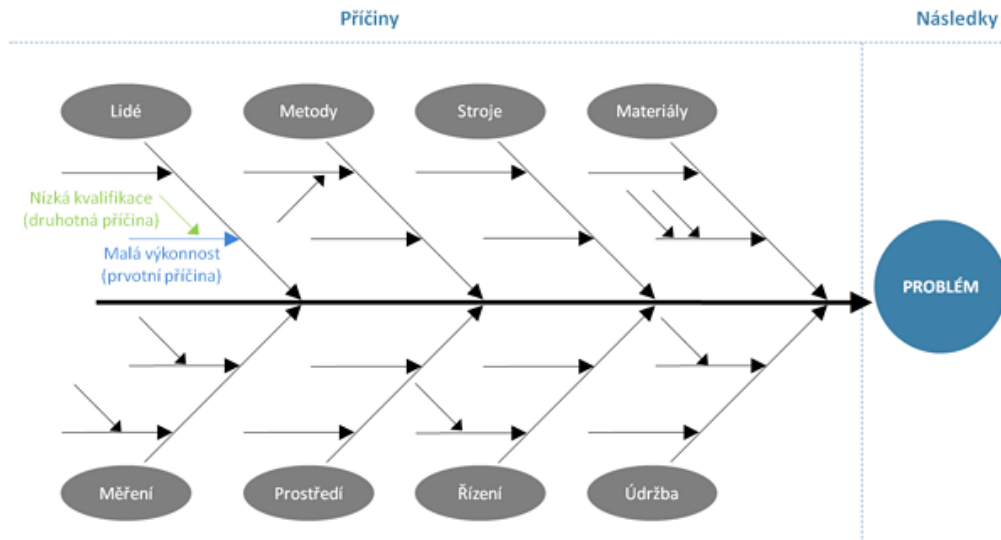 Příčiny
Následky
Lidé
Metody
Stroje
Materiály
Nízká kvalifikace
(druhotná příčina)
Malá výkonnost
(prvotní příčina)
PROBLÉM
Měření
Prostředí
Řízení
Údržba